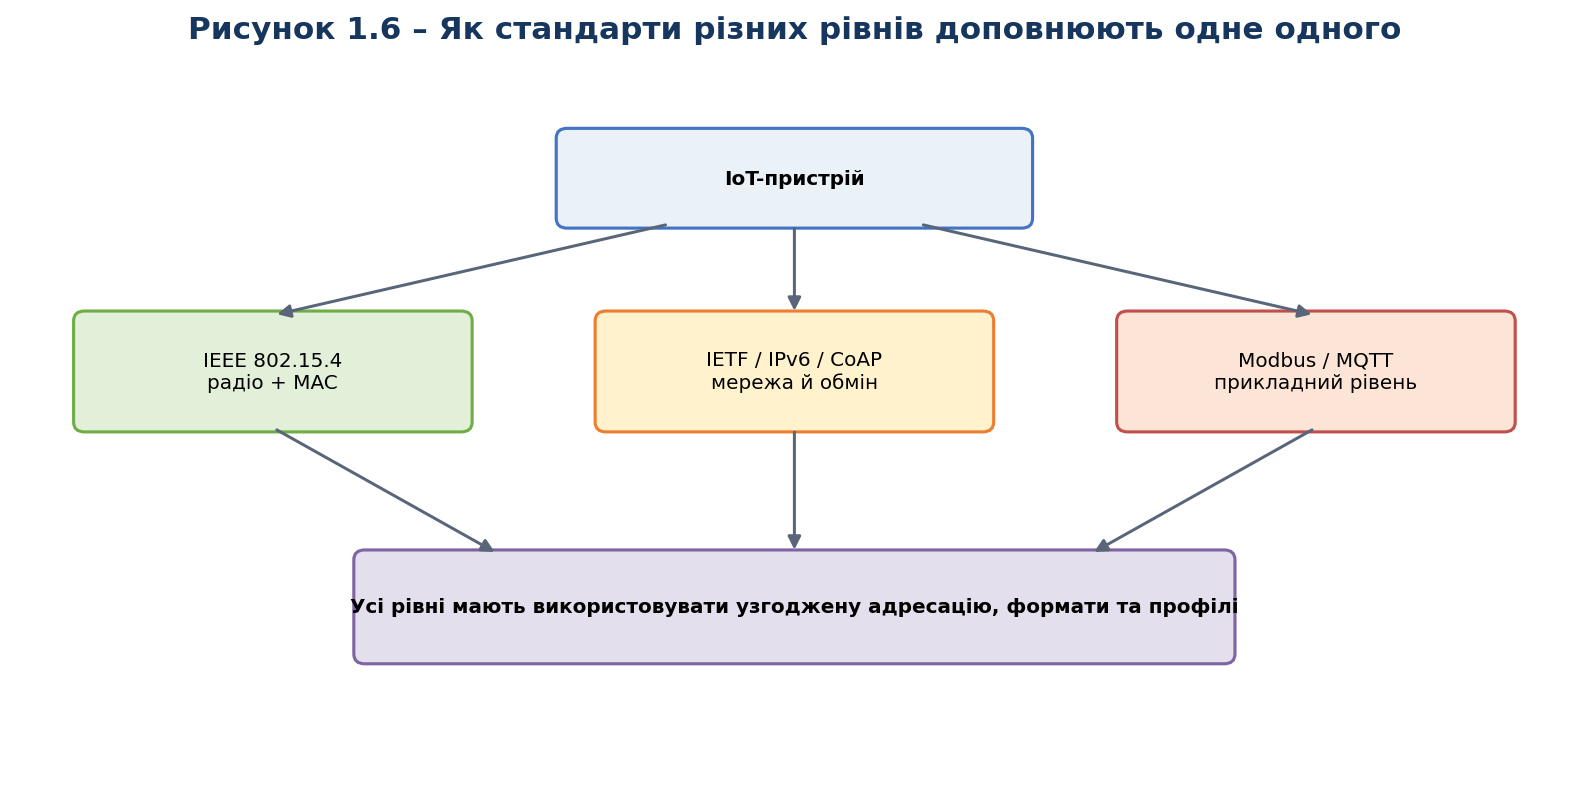 Рисунок 1.6 – Як стандарти різних рівнів доповнюють одне одного
IoT-пристрій
IEEE 802.15.4
радіо + MAC
IETF / IPv6 / CoAP
мережа й обмін
Modbus / MQTT
прикладний рівень
Усі рівні мають використовувати узгоджену адресацію, формати та профілі